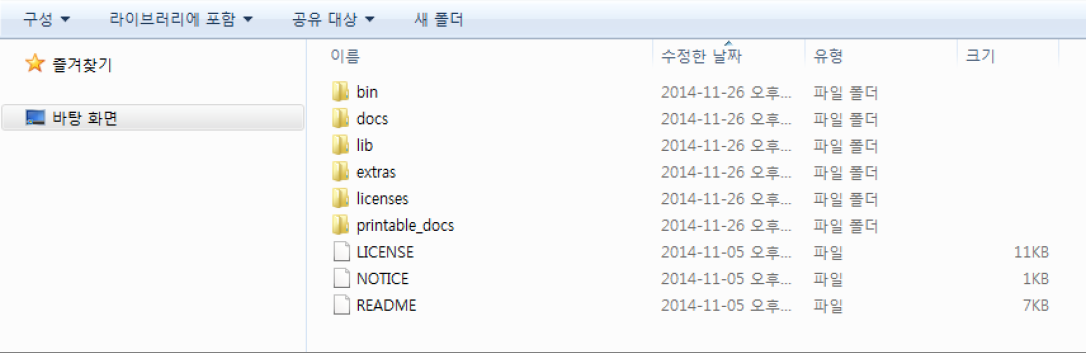 구성 라이브러리에 포함 공유 대상 새 폴더
즐겨찾기
바탕 화면
이름 수정한 날짜 유형 크기
bin 2014-11-26 오후... 파일 폴더
docs 2014-11-26 오후... 파일 폴더
lib 2014-11-26 오후... 파일 폴더
extras 2014-11-26 오후... 파일 폴더
licenses 2014-11-26 오후... 파일 폴더
printable_docs 2014-11-26 오후... 파일 폴더
LICENSE 2014-11-05 오후... 파일 11KB
NOTICE 2014-11-05 오후... 파일 1KB
README 2014-11-05 오후... 파일 7KB